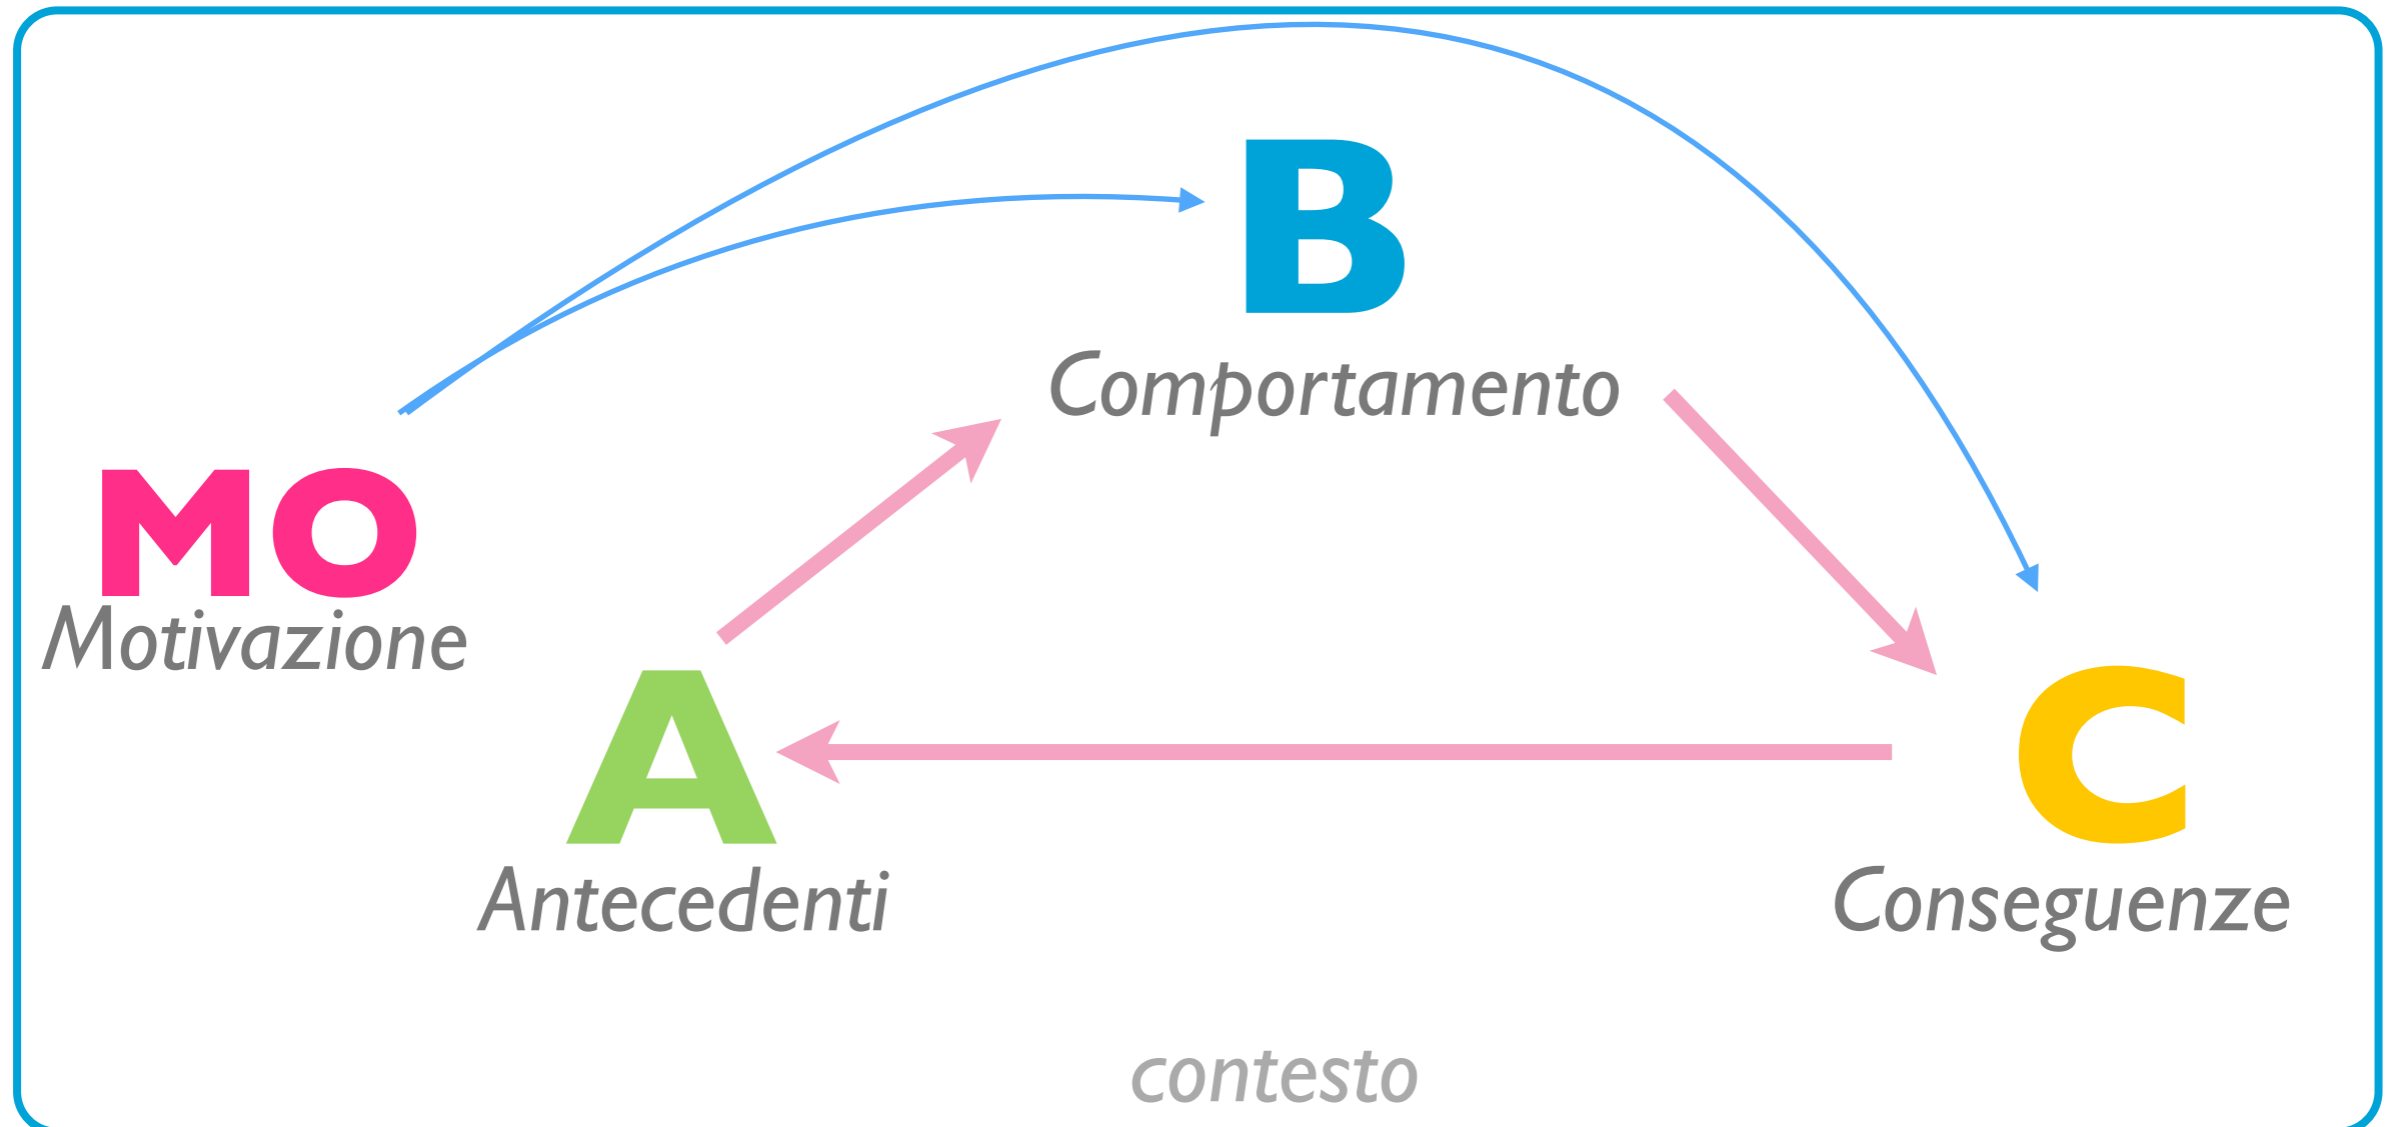 B
Comportamento
MO
Motivazione
A
Antecedenti
C
Conseguenze
contesto